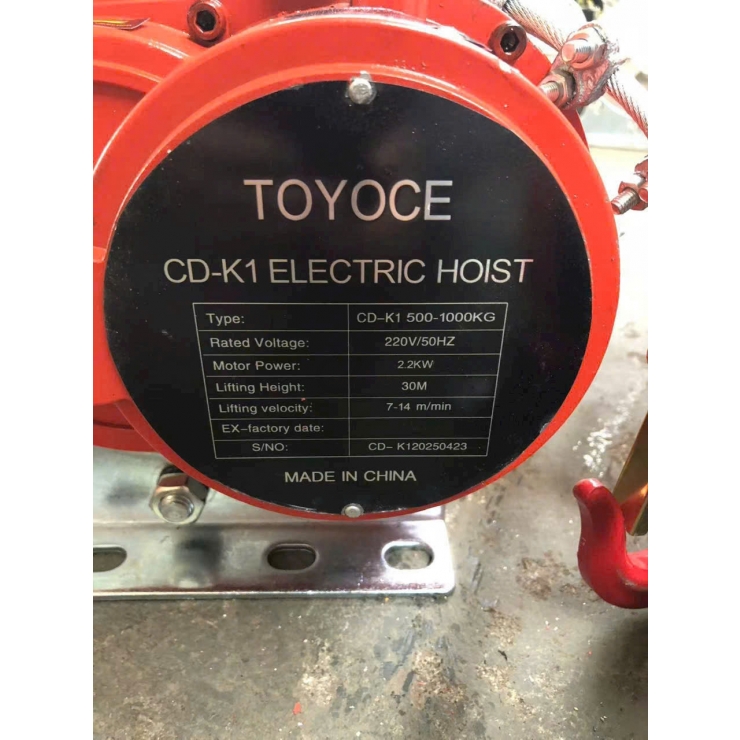 TOYOCE
CD-K1 ELECTRIC HOIST
Type: CD-K1 500-1000KG
Rated Voltage: 220V/50HZ
Motor Power: 2.2KW
Lifting Height: 30M
Lifting velocity: 7-14 m/min
EX-factory date:
S/NO: CD- K120250423
MADE IN CHINA